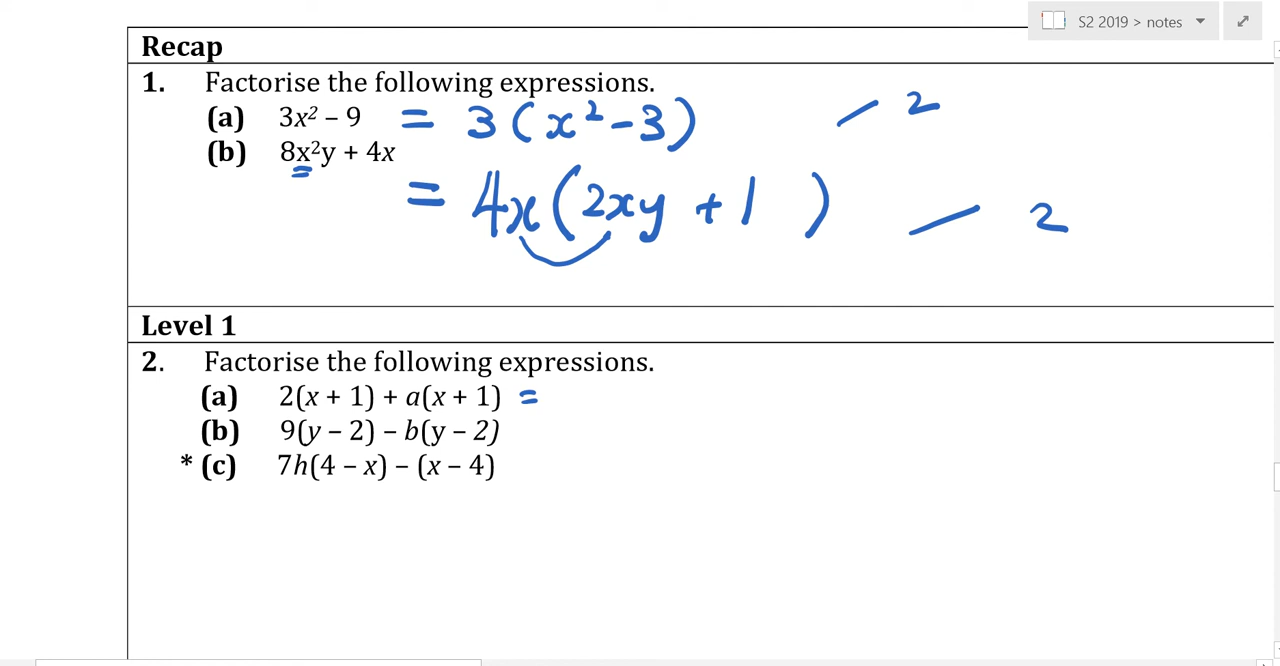 S2 2019 > notes
Recap
1. Factorise the following expressions.
(a) 3x² – 9 = 3(x² - 3) 2
(b) 8x²y + 4x
= 4x(2xy + 1 ) 2
Level 1
2. Factorise the following expressions.
(a) 2(x + 1) + a(x + 1) =
(b) 9(y – 2) – b(y – 2)
* (c) 7h(4 – x) – (x – 4)